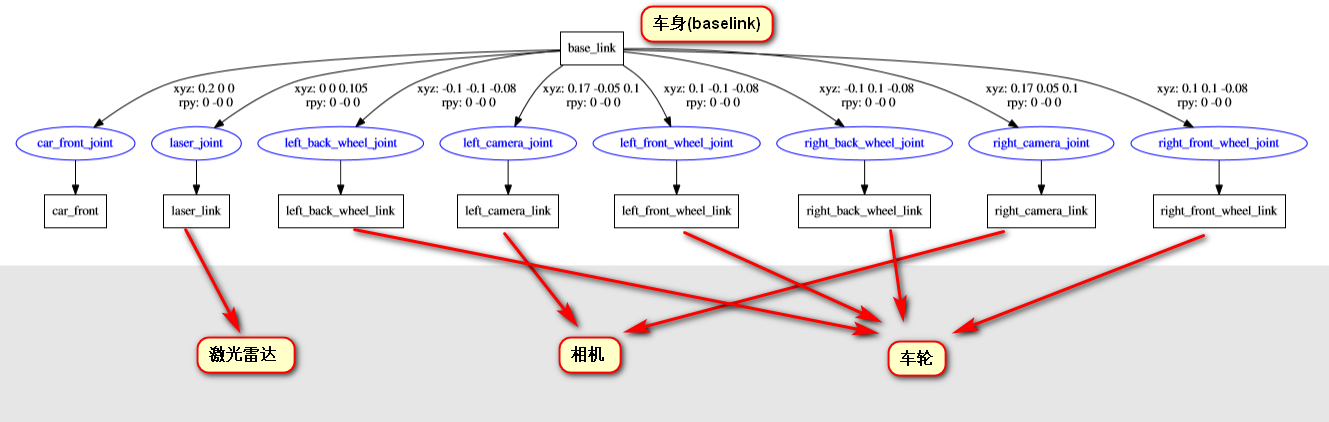 车身(baselink)
base_link
xyz: 0.2 0 0
rpy: 0 -0 0
xyz: 0 0 0.105
rpy: 0 -0 0
xyz: -0.1 -0.1 -0.08
rpy: 0 -0 0
xyz: 0.17 -0.05 0.1
rpy: 0 -0 0
xyz: 0.1 -0.1 -0.08
rpy: 0 -0 0
xyz: -0.1 0.1 -0.08
rpy: 0 -0 0
xyz: 0.17 0.05 0.1
rpy: 0 -0 0
xyz: 0.1 0.1 -0.08
rpy: 0 -0 0
car_front_joint
laser_joint
left_back_wheel_joint
left_camera_joint
left_front_wheel_joint
right_back_wheel_joint
right_camera_joint
right_front_wheel_joint
car_front
laser_link
left_back_wheel_link
left_camera_link
left_front_wheel_link
right_back_wheel_link
right_camera_link
right_front_wheel_link
激光雷达
相机
车轮